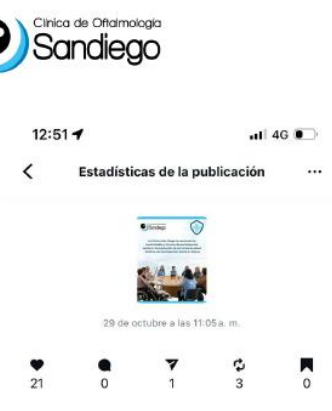 Clínica de Oftalmología
Sandiego
12:51 4G
Estadísticas de la publicación
Sandiego
29 de octubre a las 11:05 a. m.
21 0 1 3 0